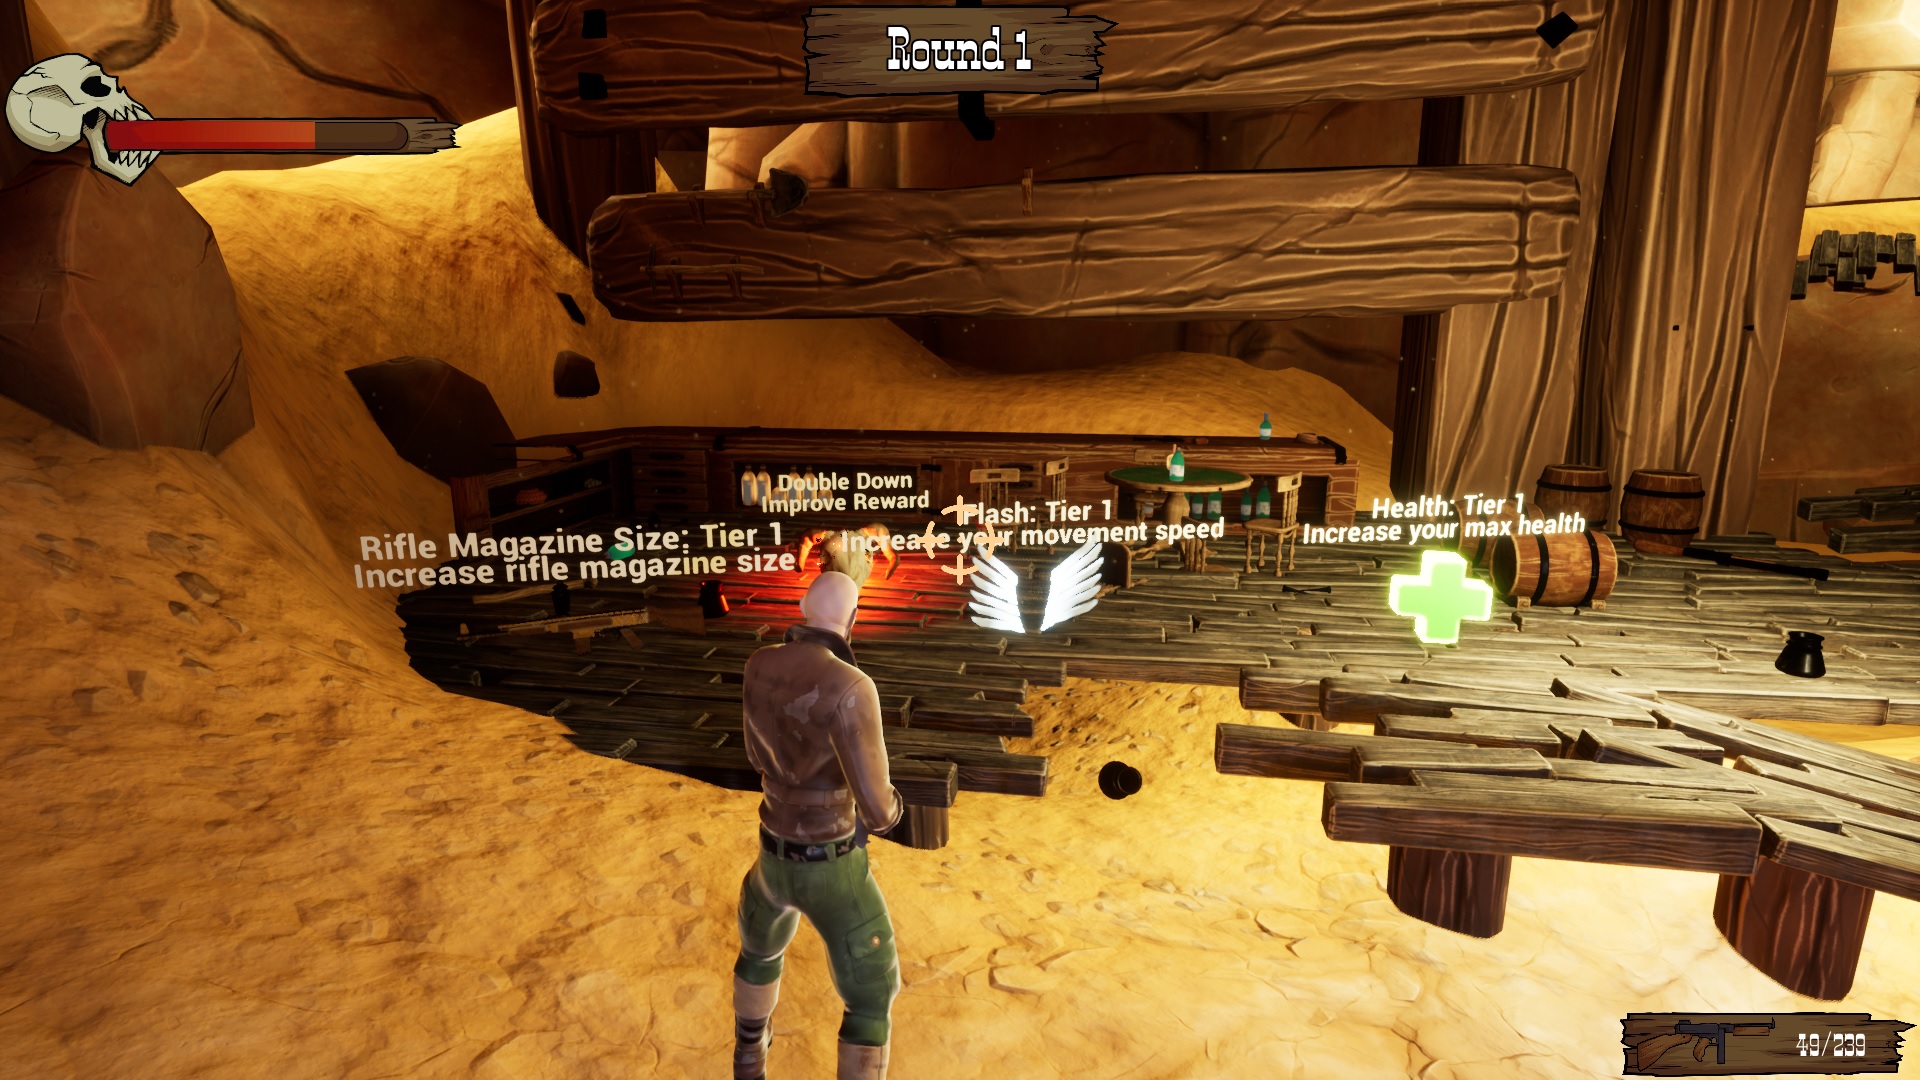 Round 1
Double Down
Improve Reward
Rifle Magazine Size: Tier 1
Increase rifle magazine size
Flash: Tier 1
Increase your movement speed
Health: Tier 1
Increase your max health
49/239